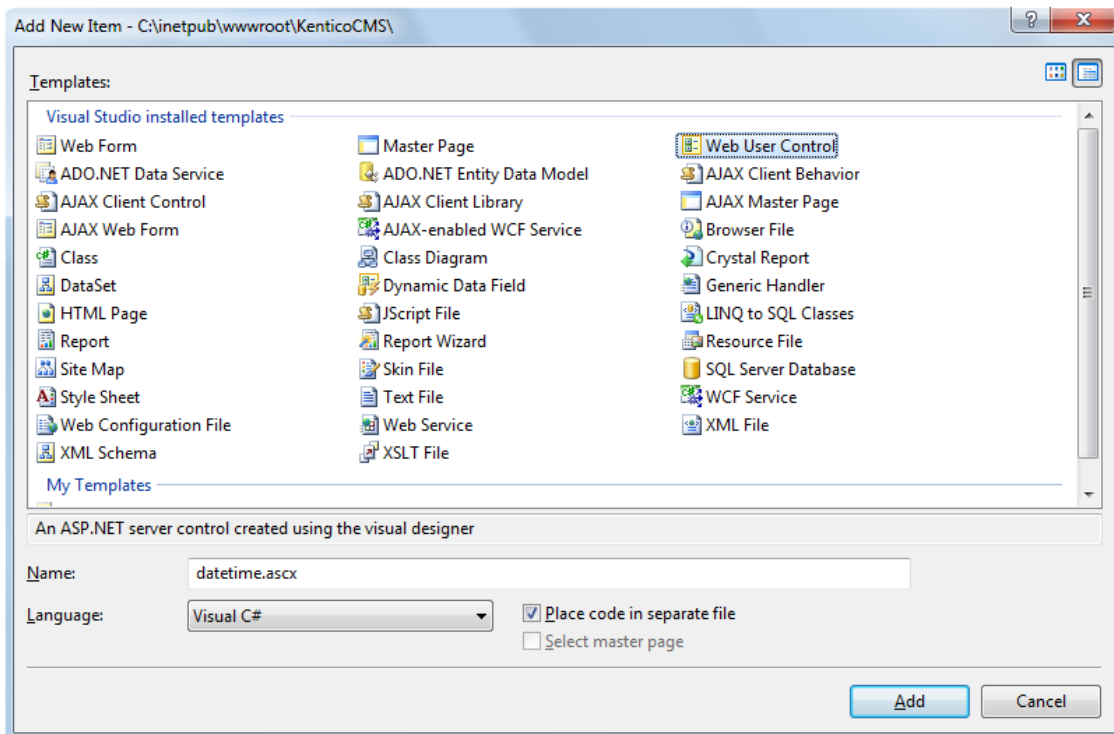 Add New Item - C:\inetpub\wwwroot\KenticoCMS\
Templates:
Visual Studio installed templates
Web Form Master Page Web User Control
ADO.NET Data Service ADO.NET Entity Data Model AJAX Client Behavior
AJAX Client Control AJAX Client Library AJAX Master Page
AJAX Web Form AJAX-enabled WCF Service Browser File
Class Class Diagram Crystal Report
DataSet Dynamic Data Field Generic Handler
HTML Page JScript File LINQ to SQL Classes
Report Report Wizard Resource File
Site Map Skin File SQL Server Database
Style Sheet Text File WCF Service
Web Configuration File Web Service XML File
XML Schema XSLT File
My Templates
An ASP.NET server control created using the visual designer
Name: datetime.ascx
Language: Visual C# Place code in separate file
Select master page
Add Cancel